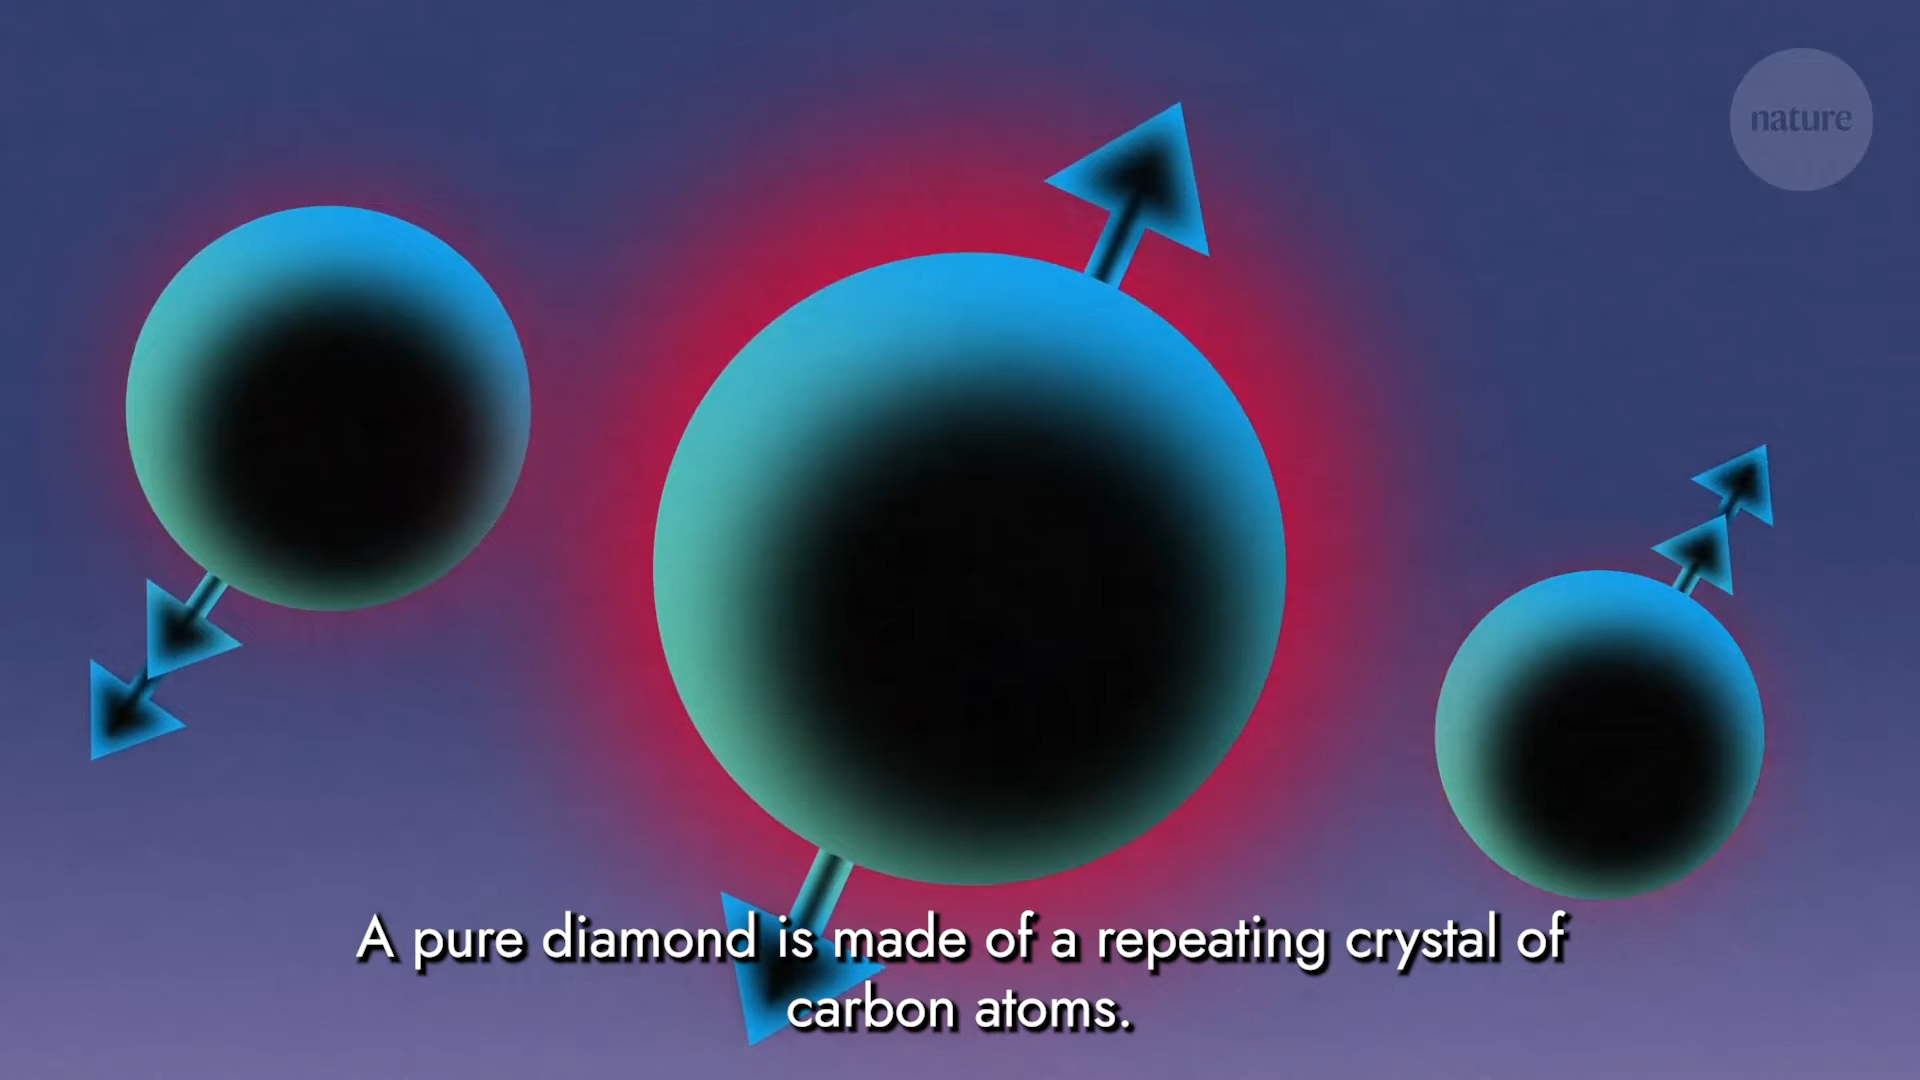 nature
A pure diamond is made of a repeating crystal of
carbon atoms.